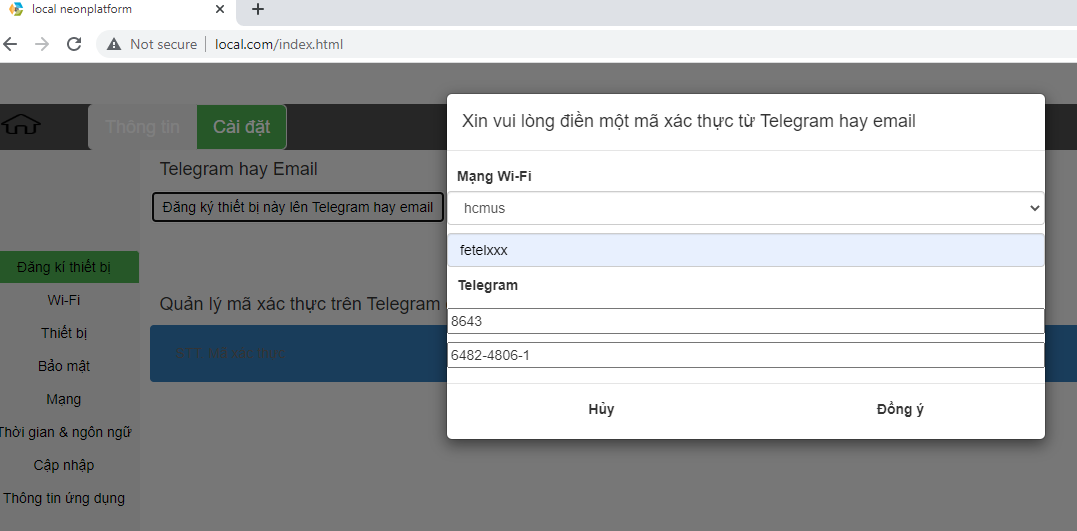 local neonplatform
Not secure
local.com/index.html
Thông tin
Cài đặt
Telegram hay Email
Đăng ký thiết bị này lên Telegram hay email
Đăng kí thiết bị
Wi-Fi
Thiết bị
Bảo mật
Mạng
Thời gian & ngôn ngữ
Cập nhập
Thông tin ứng dụng
Quản lý mã xác thực trên Telegram
Xin vui lòng điền một mã xác thực từ Telegram hay email
Mạng Wi-Fi
hcmus
fetelxxx
Telegram
8643
6482-4806-1
Hủy
Đồng ý